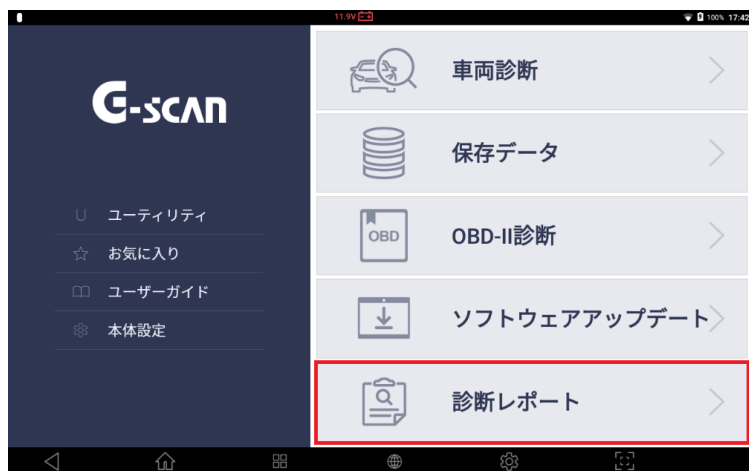 11.9V
100% 17:42
G-scan
ユーティリティ
お気に入り
ユーザーガイド
本体設定
車両診断
保存データ
OBD
OBD-II診断
ソフトウェアアップデート
診断レポート